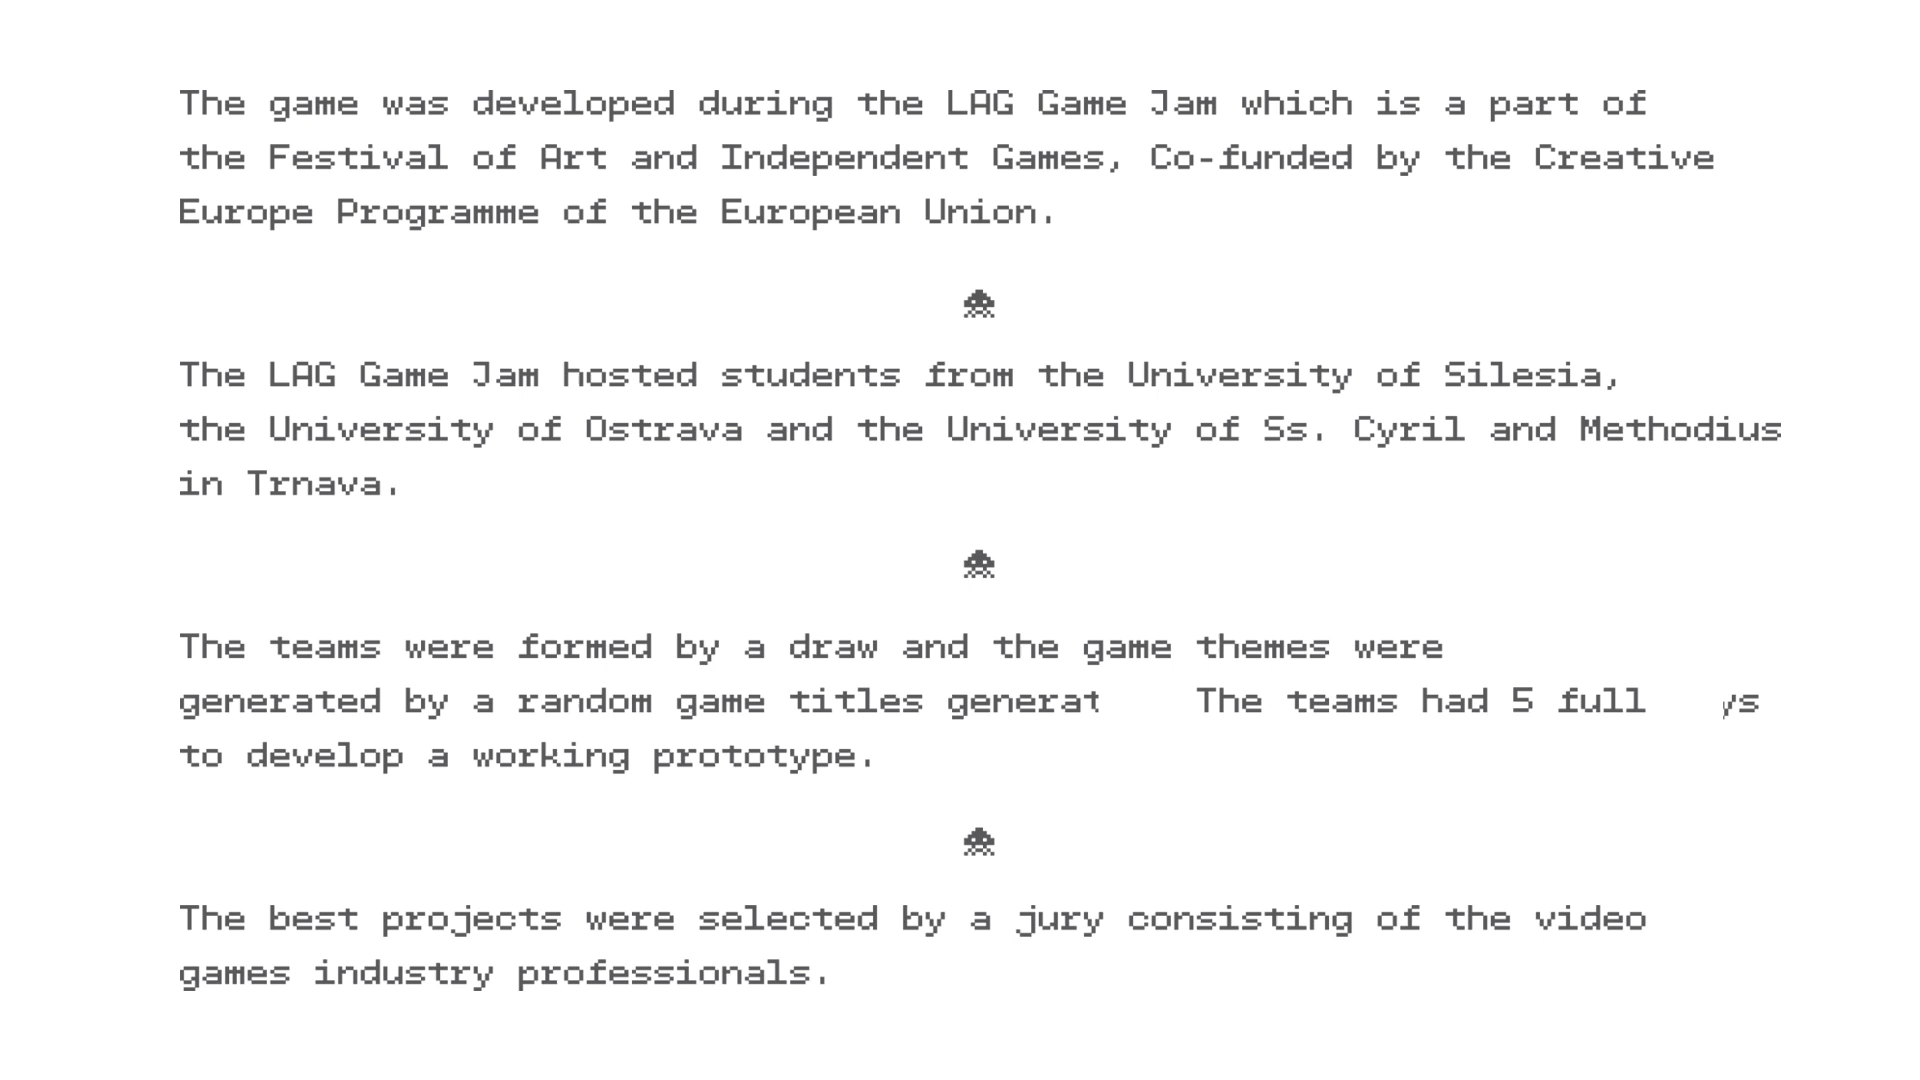 The game was developed during the LAG Game Jam which is a part of
the Festival of Art and Independent Games, Co-funded by the Creative
Europe Programme of the European Union.
The LAG Game Jam hosted students from the University of Silesia,
the University of Ostrava and the University of Ss. Cyril and Methodius
in Trnava.
The teams were formed by a draw and the game themes were
generated by a random game titles The teams had 5 full
to develop a working prototype.
The best projects were selected by a jury consisting of the video
games industry professionals.